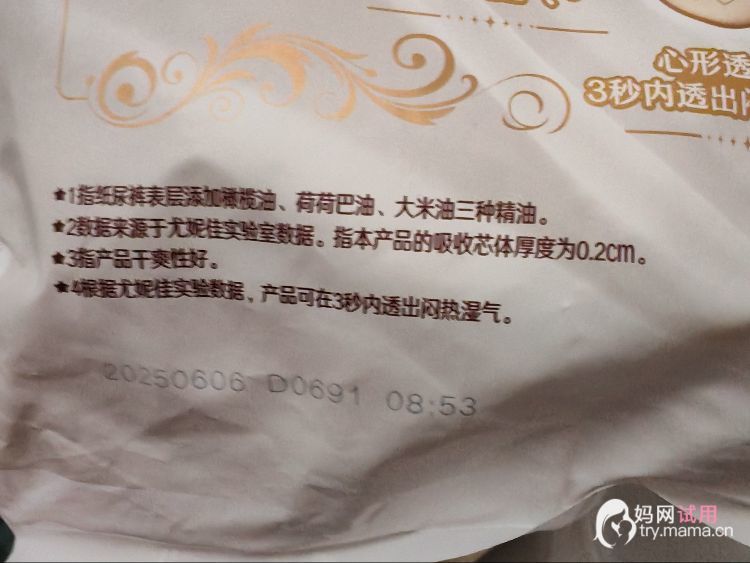 心形透
3秒内透出闷
★1指纸尿裤表层添加橄榄油、荷荷巴油、大米油三种精油。
★2数据来源于尤妮佳实验室数据。指本产品的吸收芯体厚度为0.2cm。
★3指产品干爽性好。
★4根据尤妮佳实验数据，产品可在3秒内透出闷热湿气。
20250606 D0691 08:53
妈网试用
try.mama.cn